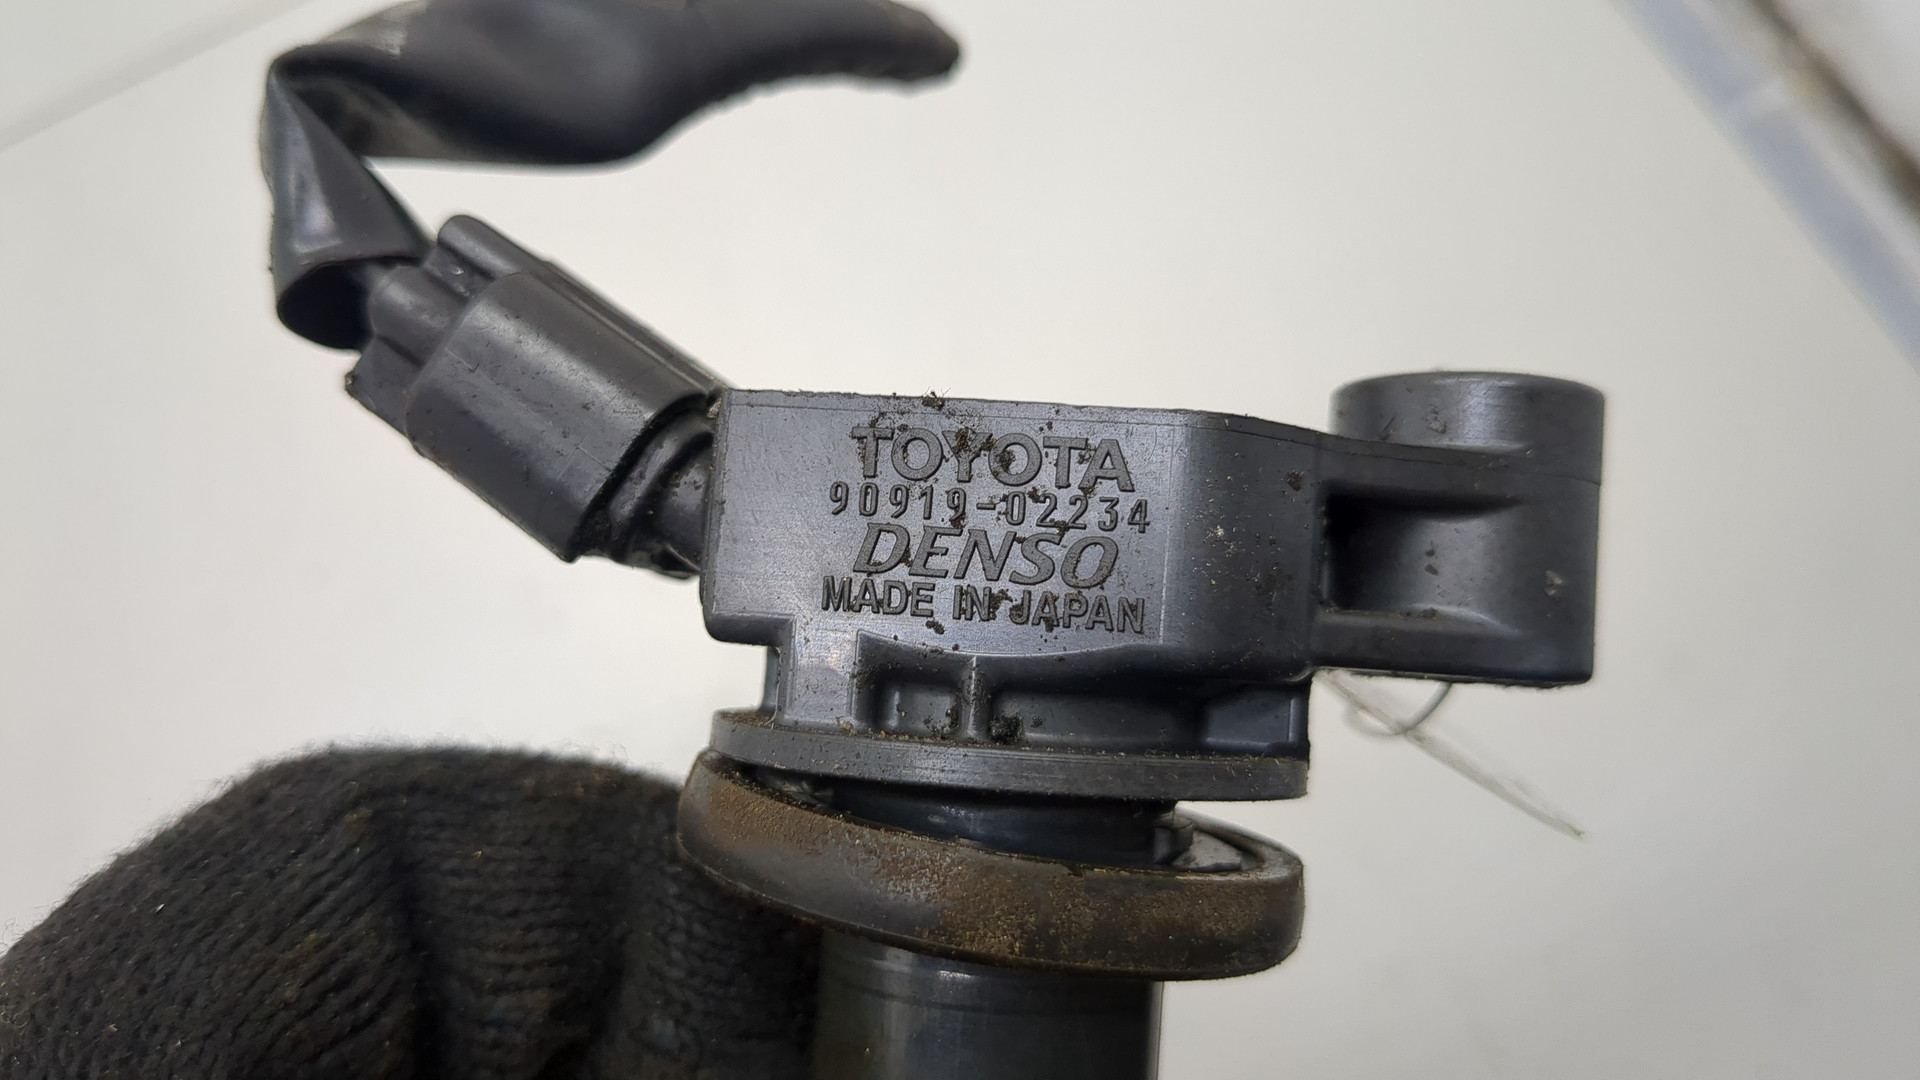 TOYOTA
90919-02234
DENSO
MADE IN JAPAN